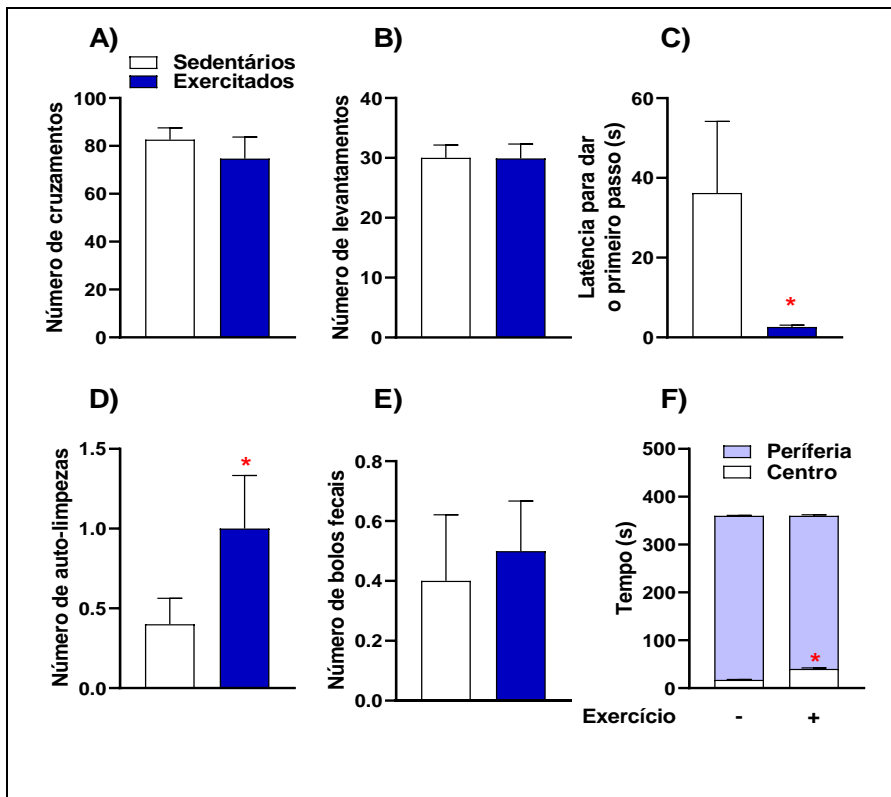 A)
Sedentários
Exercitados
Número de cruzamentos
100
80
60
40
20
0
B)
Número de levantamentos
40
30
20
10
0
C)
Latência para dar
o primeiro passo (s)
60
40
20
0
*
D)
Número de auto-limpezas
1.5
1.0
0.5
0.0
*
E)
Número de bolos fecais
0.8
0.6
0.4
0.2
0.0
F)
Períferia
Centro
Tempo (s)
500
400
300
200
100
0
*
Exercício - +